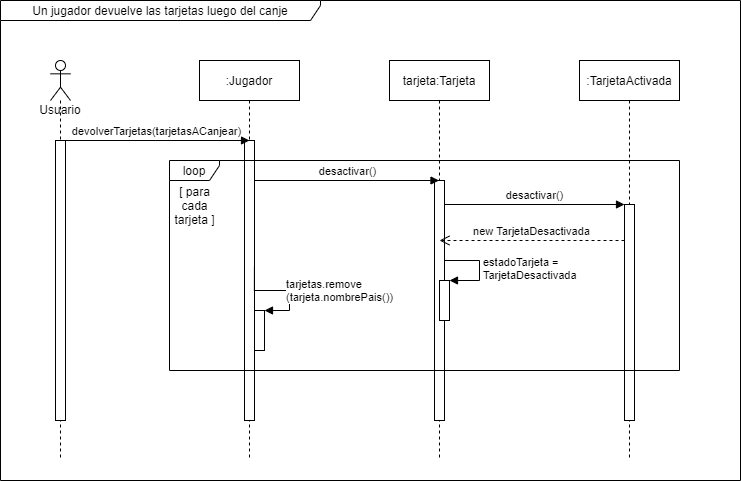 Un jugador devuelve las tarjetas luego del canje
Usuario
:Jugador
tarjeta:Tarjeta
:TarjetaActivada
devolverTarjetas(tarjetasACanjear)
loop
[ para
cada
tarjeta ]
desactivar()
desactivar()
new TarjetaDesactivada
estadoTarjeta =
TarjetaDesactivada
tarjetas.remove
(tarjeta.nombrePais())